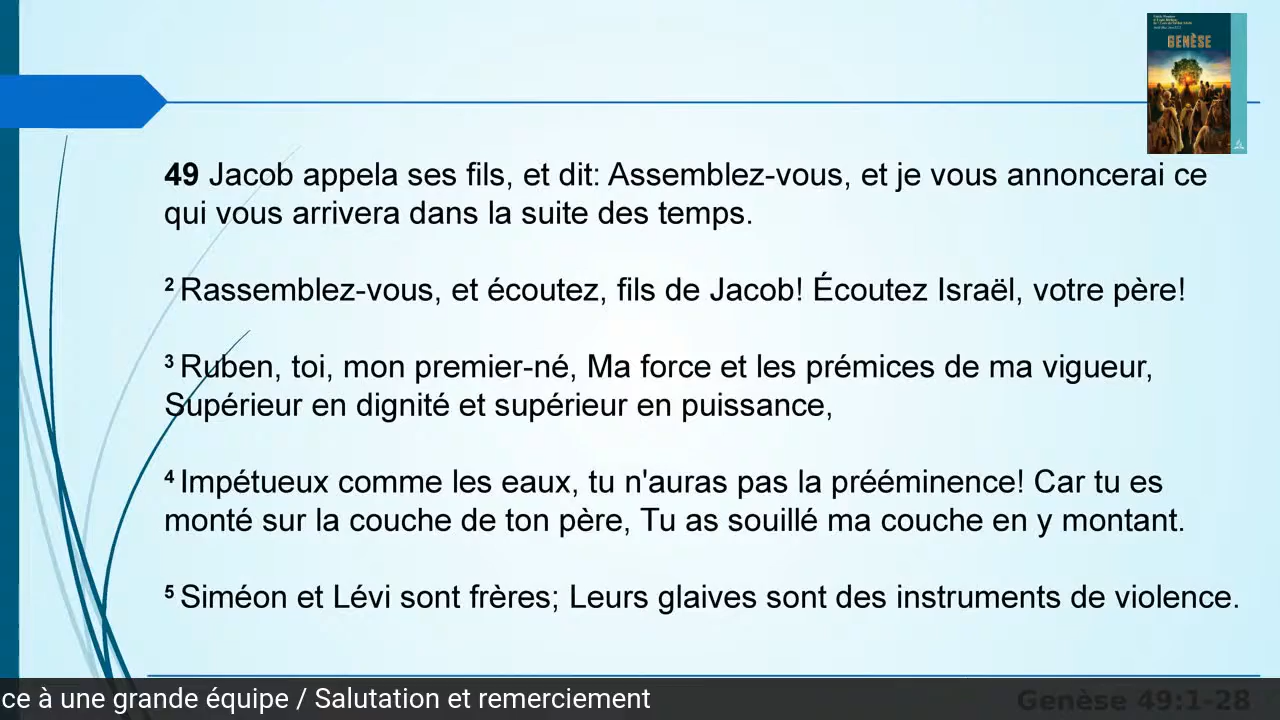 GENÈSE
49 Jacob appela ses fils, et dit: Assemblez-vous, et je vous annoncerai ce
qui vous arrivera dans la suite des temps.
2 Rassemblez-vous, et écoutez, fils de Jacob! Écoutez Israël, votre père!
3 Ruben, toi, mon premier-né, Ma force et les prémices de ma vigueur,
Supérieur en dignité et supérieur en puissance,
4 Impétueux comme les eaux, tu n'auras pas la prééminence! Car tu es
monté sur la couche de ton père, Tu as souillé ma couche en y montant.
5 Siméon et Lévi sont frères; Leurs glaives sont des instruments de violence.
ce à une grande équipe / Salutation et remerciement
Genèse 49:1-28